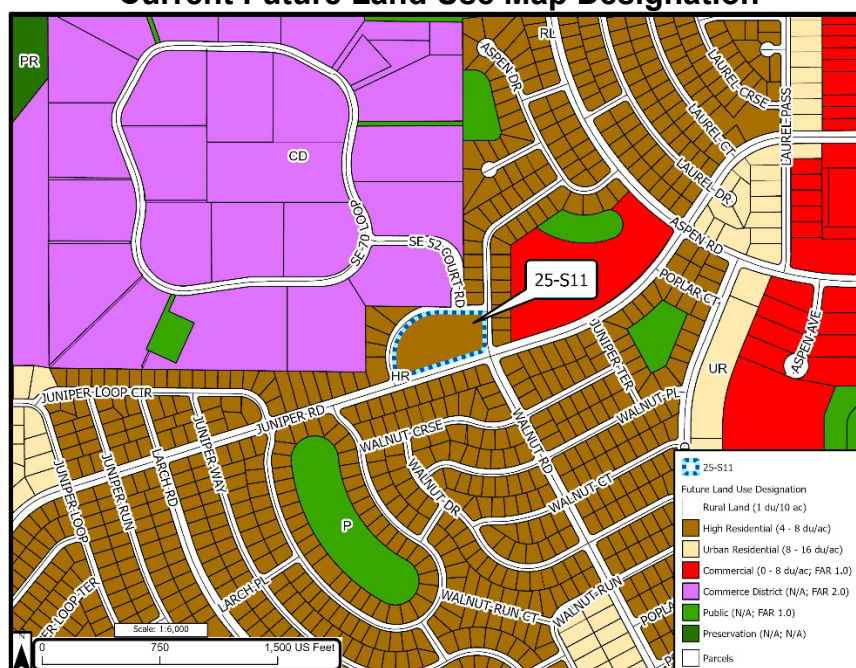 Current Future Land Use Map Designation
PR
CD
SE 70
LOOP
SE 52
COURT RD
ASPEN DR
RL
LAUREL CRSE
LAUREL CT
LAUREL DR
LAUREL PASS
ASPEN RD
25-S11
POPLAR CT
ASPEN AVE
JUNIPER TER
UR
HR
JUNIPER LOOP CIR
JUNIPER RD
WALNUT CRSE
WALNUT PL
WALNUT RD
JUNIPER LOOP
JUNIPER RUN
LARCH RD
JUNIPER WAY
WALNUT DR
WALNUT CT
P
LARCH PL
WALNUT RUN CT
WALNUT RUN
25-S11
Future Land Use Designation
Rural Land (1 du/10 ac)
High Residential (4 - 8 du/ac)
Urban Residential (8 - 16 du/ac)
Commercial (0 - 8 du/ac; FAR 1.0)
Commerce District (N/A; FAR 2.0)
Public (N/A; FAR 1.0)
Preservation (N/A; N/A)
Parcels
Scale: 1:6,000
N
0 750 1,500 US Feet